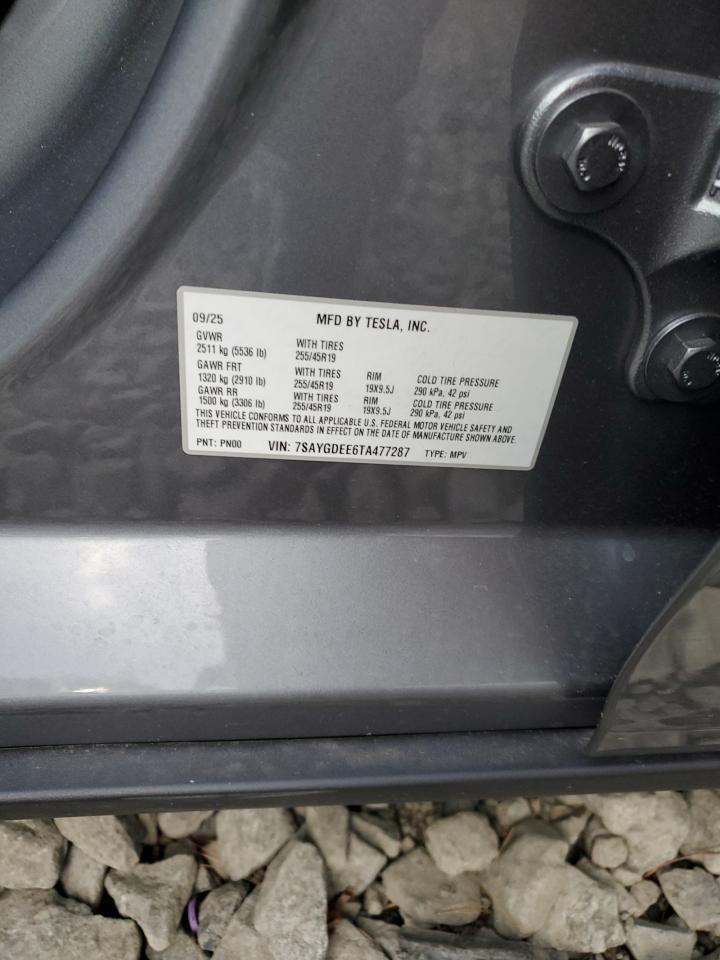 09/25 MFD BY TESLA, INC.
GVWR
2511 kg (5536 lb) WITH TIRES
255/45R19
GAWR FRT
1320 kg (2910 lb) WITH TIRES
255/45R19 RIM
19X9.5J COLD TIRE PRESSURE
290 kPa, 42 psi
GAWR RR
1500 kg (3306 lb) WITH TIRES
255/45R19 RIM
19X9.5J COLD TIRE PRESSURE
290 kPa, 42 psi
THIS VEHICLE CONFORMS TO ALL APPLICABLE U.S. FEDERAL MOTOR VEHICLE SAFETY AND
THEFT PREVENTION STANDARDS IN EFFECT ON THE DATE OF MANUFACTURE SHOWN ABOVE.
PNT: PN00 VIN: 7SAYGDEE6TA477287 TYPE: MPV